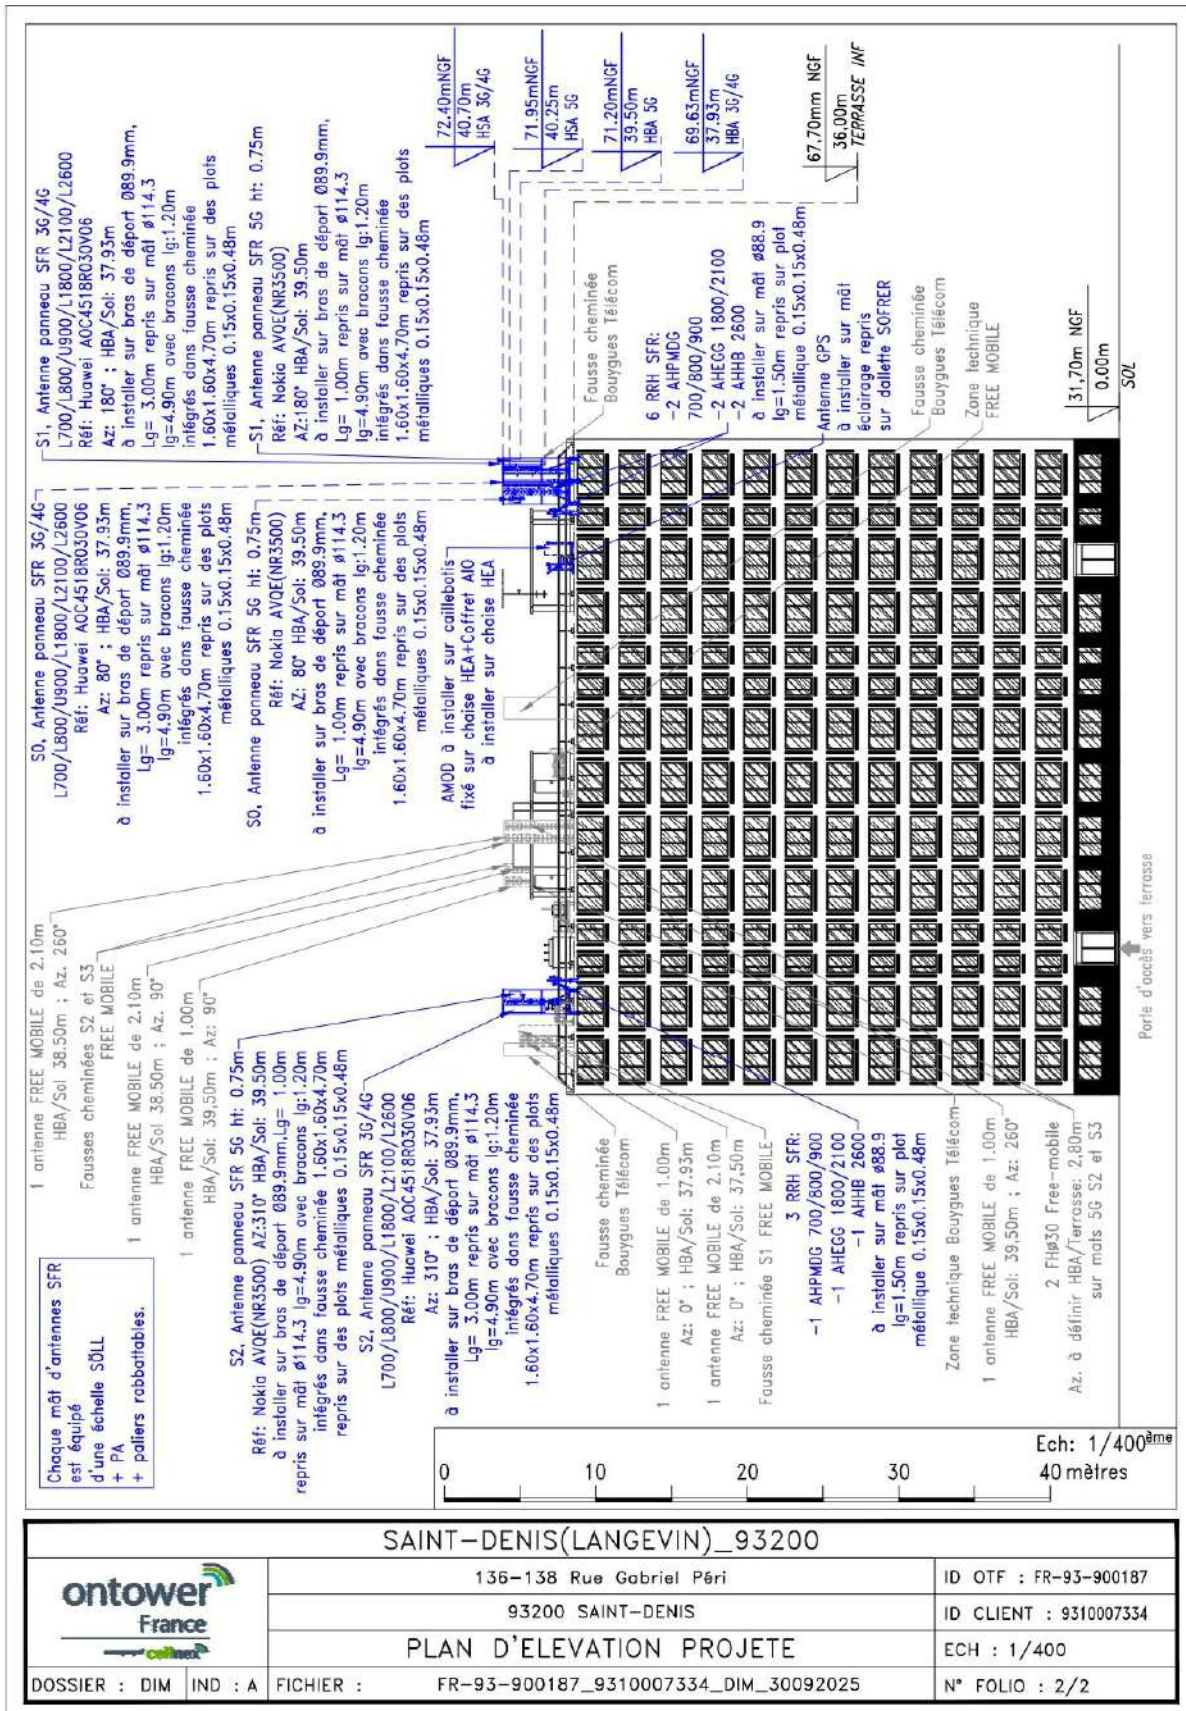 Chaque mât d'antennes SFR
est équipé
d'une échelle SÖLL
+ PA
+ paliers rabbattables.
1 antenne FREE MOBILE de 2.10m
HBA/Sol 38.50m ; Az. 260°
Fausses cheminées S2 et S3
FREE MOBILE
1 antenne FREE MOBILE de 2.10m
HBA/Sol 38.50m ; Az. 90°
1 antenne FREE MOBILE de 1.00m
HBA/Sol: 39,50m ; Az: 90°
S0, Antenne panneau SFR 3G/4G
L700/L800/U900/L1800/L2100/L2600
Réf: Huawei AOC4518R030V06
Az: 80° ; HBA/Sol: 37.93m
à installer sur bras de déport Ø89.9mm,
Lg= 3.00m repris sur mât ø114.3
lg=4.90m avec bracons lg:1.20m
intégrés dans fausse cheminée
1.60x1.60x4.70m repris sur des plots
métalliques 0.15x0.15x0.48m
S0, Antenne panneau SFR 5G ht: 0.75m
Réf: Nokia AVQE(NR3500)
AZ: 80° HBA/Sol: 39.50m
à installer sur bras de déport Ø89.9mm,
Lg= 1.00m repris sur mât ø114.3
lg=4.90m avec bracons lg:1.20m
intégrés dans fausse cheminée
1.60x1.60x4.70m repris sur des plots
métalliques 0.15x0.15x0.48m
AMOD à installer sur caillebotis
fixé sur chaise HEA+Coffret AIO
à installer sur chaise HEA
S1, Antenne panneau SFR 3G/4G
L700/L800/U900/L1800/L2100/L2600
Réf: Huawei AOC4518R030V06
Az: 180° ; HBA/Sol: 37.93m
à installer sur bras de déport Ø89.9mm,
Lg= 3.00m repris sur mât ø114.3
lg=4.90m avec bracons lg:1.20m
intégrés dans fausse cheminée
1.60x1.60x4.70m repris sur des plots
métalliques 0.15x0.15x0.48m
S1, Antenne panneau SFR 5G ht: 0.75m
Réf: Nokia AVQE(NR3500)
AZ:180° HBA/Sol: 39.50m
à installer sur bras de déport Ø89.9mm,
Lg= 1.00m repris sur mât ø114.3
lg=4.90m avec bracons lg:1.20m
intégrés dans fausse cheminée
1.60x1.60x4.70m repris sur des plots
métalliques 0.15x0.15x0.48m
72.40mNGF
40.70m
HSA 3G/4G
71.95mNGF
40.25m
HSA 5G
71.20mNGF
39.50m
HBA 5G
69.63mNGF
37.93m
HBA 3G/4G
67.70mm NGF
36.00m
TERRASSE INF
31,70m NGF
0.00m
SOL
Fausse cheminée
Bouygues Télécom
6 RRH SFR:
-2 AHPMDG
700/800/900
-2 AHEGG 1800/2100
-2 AHHB 2600
à installer sur mât ø88.9
lg=1.50m repris sur plot
métallique 0.15x0.15x0.48m
Antenne GPS
à installer sur mât
éclairage repris
sur dallette SOFRER
Fausse cheminée
Bouygues Télécom
Zone technique
FREE MOBILE
S2, Antenne panneau SFR 5G ht: 0.75m
Réf: Nokia AVQE(NR3500) AZ:310° HBA/Sol: 39.50m
à installer sur bras de déport Ø89.9mm,Lg= 1.00m
repris sur mât ø114.3 lg=4.90m avec bracons lg:1.20m
intégrés dans fausse cheminée 1.60x1.60x4.70m
repris sur des plots métalliques 0.15x0.15x0.48m
S2, Antenne panneau SFR 3G/4G
L700/L800/U900/L1800/L2100/L2600
Réf: Huawei AOC4518R030V06
Az: 310° ; HBA/Sol: 37.93m
à installer sur bras de déport Ø89.9mm,
Lg= 3.00m repris sur mât ø114.3
lg=4.90m avec bracons lg:1.20m
intégrés dans fausse cheminée
1.60x1.60x4.70m repris sur des plots
métalliques 0.15x0.15x0.48m
Fausse cheminée
Bouygues Télécom
1 antenne FREE MOBILE de 1.00m
Az: 0° ; HBA/Sol: 37.93m
1 antenne FREE MOBILE de 2.10m
Az: 0° ; HBA/Sol: 37,50m
Fausse cheminée S1 FREE MOBILE
3 RRH SFR:
-1 AHPMDG 700/800/900
-1 AHEGG 1800/2100
-1 AHHB 2600
à installer sur mât ø88.9
lg=1.50m repris sur plot
métallique 0.15x0.15x0.48m
Zone technique Bouygues Télécom
1 antenne FREE MOBILE de 1.00m
HBA/Sol: 39,50m ; Az: 260°
2 FHø30 Free-mobile
Az. à définir HBA/Terrasse: 2,80m
sur mats 5G S2 et S3
Porte d'accès vers terrasse
Ech: 1/400ème
0 10 20 30 40 mètres
SAINT-DENIS(LANGEVIN)_93200
ontower
France
cellnex
136-138 Rue Gabriel Péri
93200 SAINT-DENIS
PLAN D'ELEVATION PROJETE
ID OTF : FR-93-900187
ID CLIENT : 9310007334
ECH : 1/400
DOSSIER : DIM
IND : A
FICHIER : FR-93-900187_9310007334_DIM_30092025
N° FOLIO : 2/2